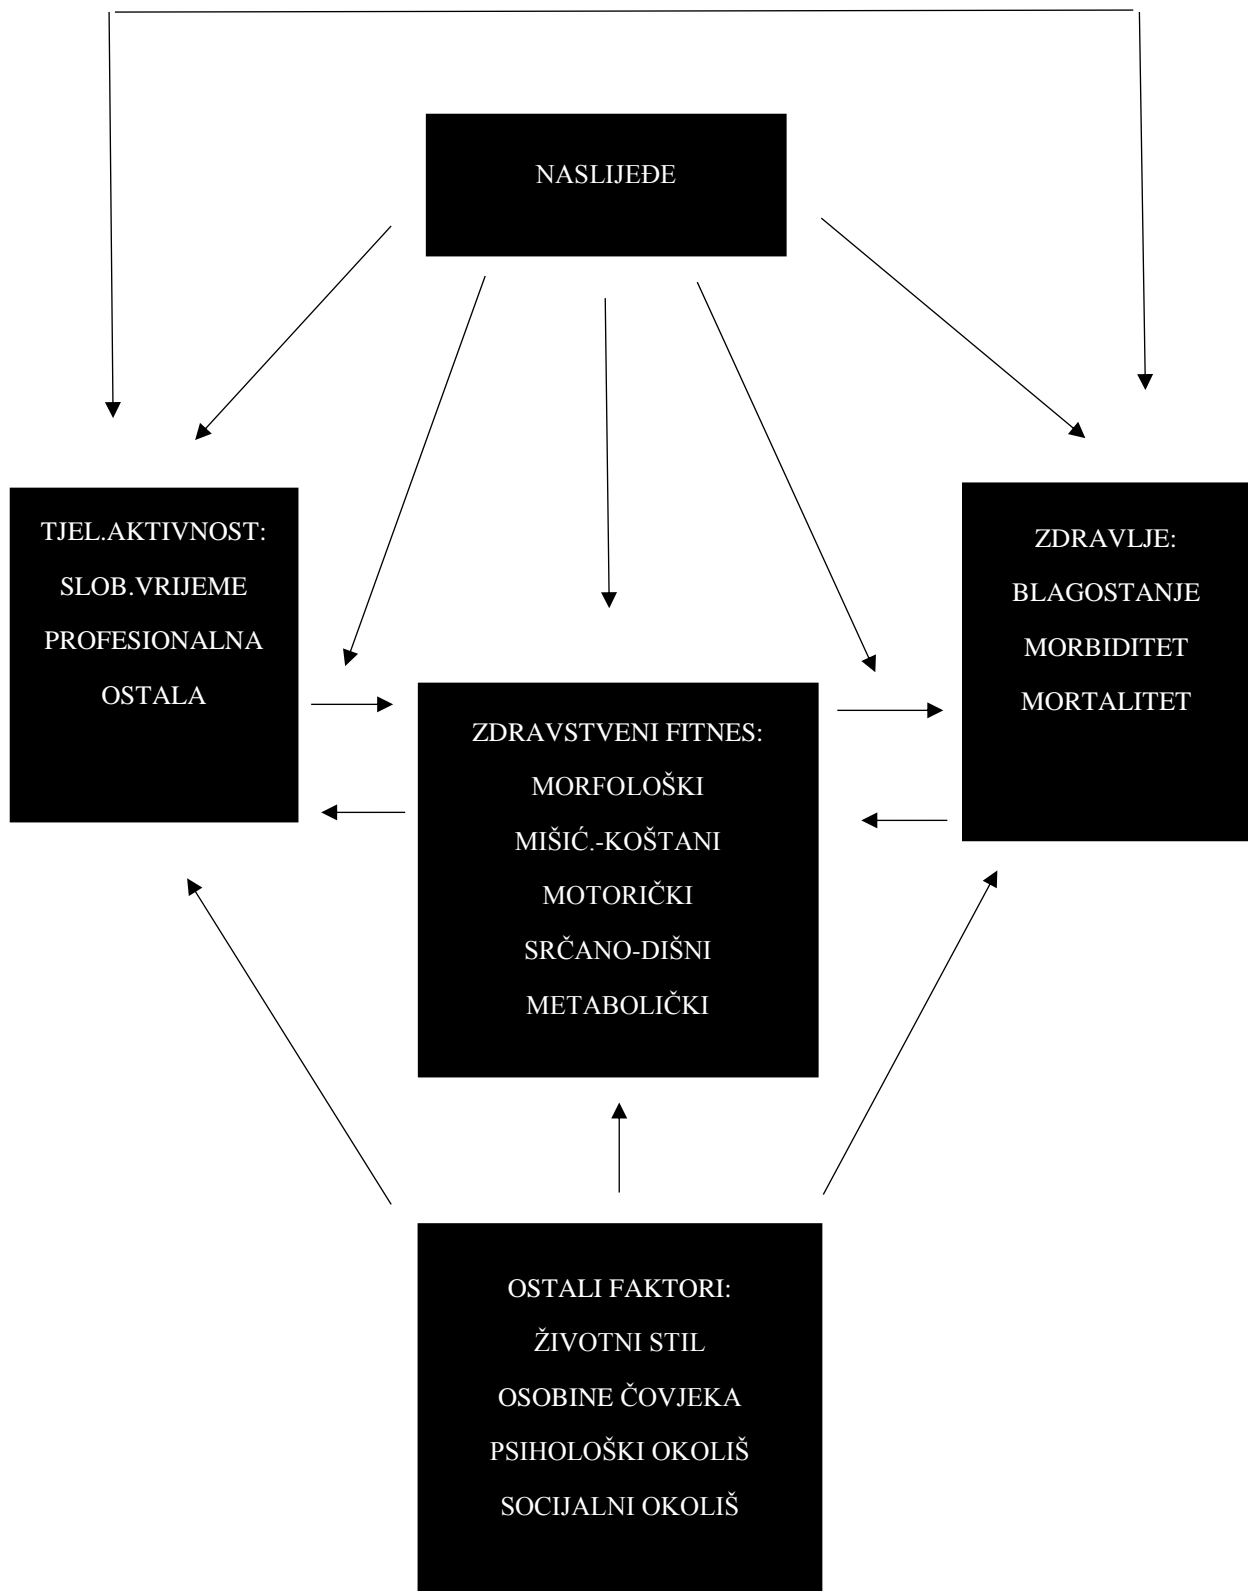 NASLIJEĐE
TJEL.AKTIVNOST:
SLOB.VRIJEME
PROFESIONALNA
OSTALA
ZDRAVLJE:
BLAGOSTANJE
MORBIDITET
MORTALITET
ZDRAVSTVENI FITNES:
MORFOLOŠKI
MIŠIĆ.-KOŠTANI
MOTORIČKI
SRČANO-DIŠNI
METABOLIČKI
OSTALI FAKTORI:
ŽIVOTNI STIL
OSOBINE ČOVJEKA
PSIHOLOŠKI OKOLIŠ
SOCIJALNI OKOLIŠ